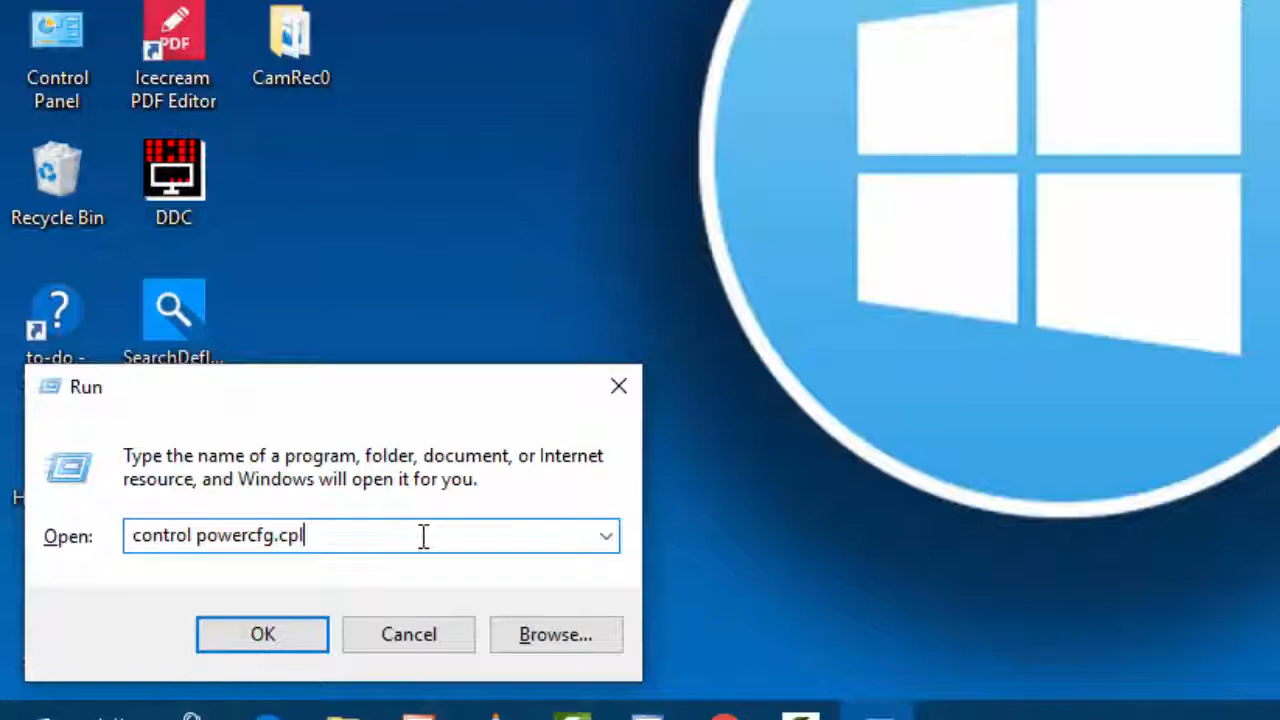 Control
Panel
Icecream
PDF Editor
PDF
CamRec0
Recycle Bin
DDC
?
to-do -
SearchDefl...
Run
Type the name of a program, folder, document, or Internet
resource, and Windows will open it for you.
Open:
control powercfg.cpl
OK
Cancel
Browse...